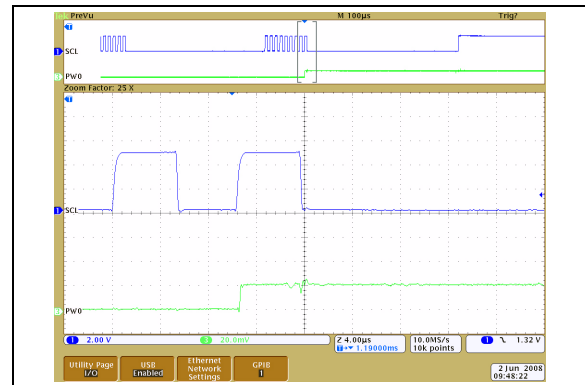 Tek PreVu M 100µs Trig?
SCL
PW0
Zoom Factor: 25 X
SCL
PW0
1 2.00 V 2 20.0mV Z 4.00µs 1.19000ms 10.0MS/s 10k points 1 1.32 V
Utility Page I/O
USB Enabled
Ethernet Network Settings
GPIB 1
2 Jun 2008
09:48:22